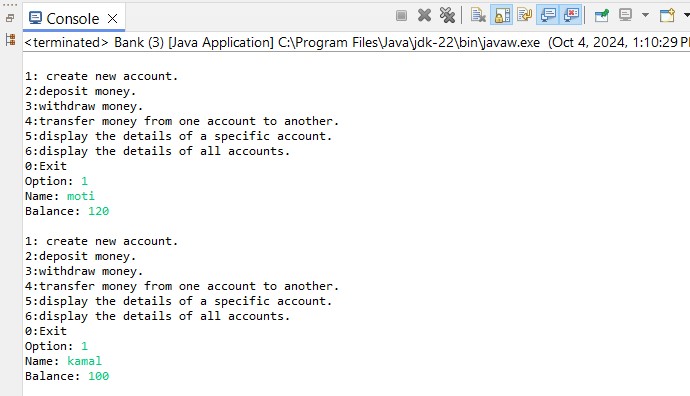 Console
<terminated> Bank (3) [Java Application] C:\Program Files\Java\jdk-22\bin\javaw.exe (Oct 4, 2024, 1:10:29 P
1: create new account.
2:deposit money.
3:withdraw money.
4:transfer money from one account to another.
5:display the details of a specific account.
6:display the details of all accounts.
0:Exit
Option: 1
Name: moti
Balance: 120
1: create new account.
2:deposit money.
3:withdraw money.
4:transfer money from one account to another.
5:display the details of a specific account.
6:display the details of all accounts.
0:Exit
Option: 1
Name: kamal
Balance: 100